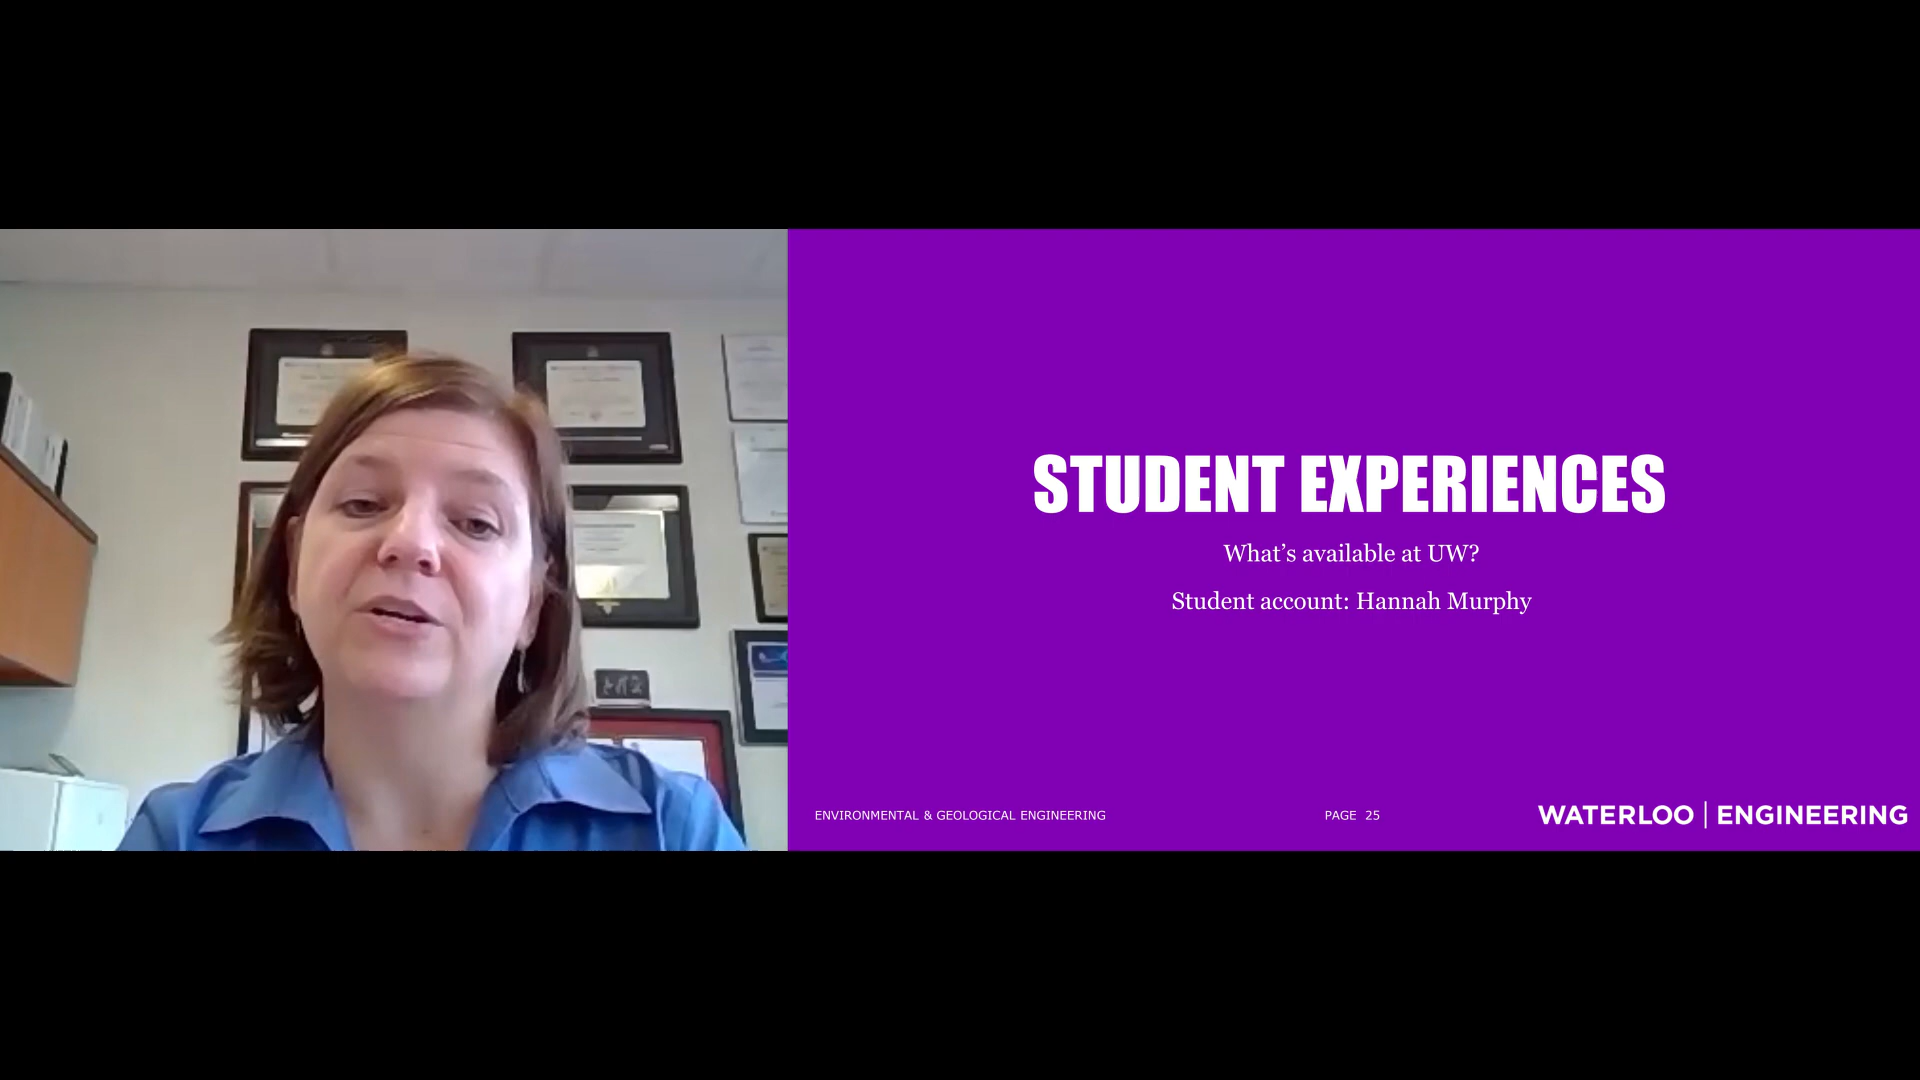 STUDENT EXPERIENCES
What's available at UW?
Student account: Hannah Murphy
ENVIRONMENTAL & GEOLOGICAL ENGINEERING
PAGE 25
WATERLOO | ENGINEERING